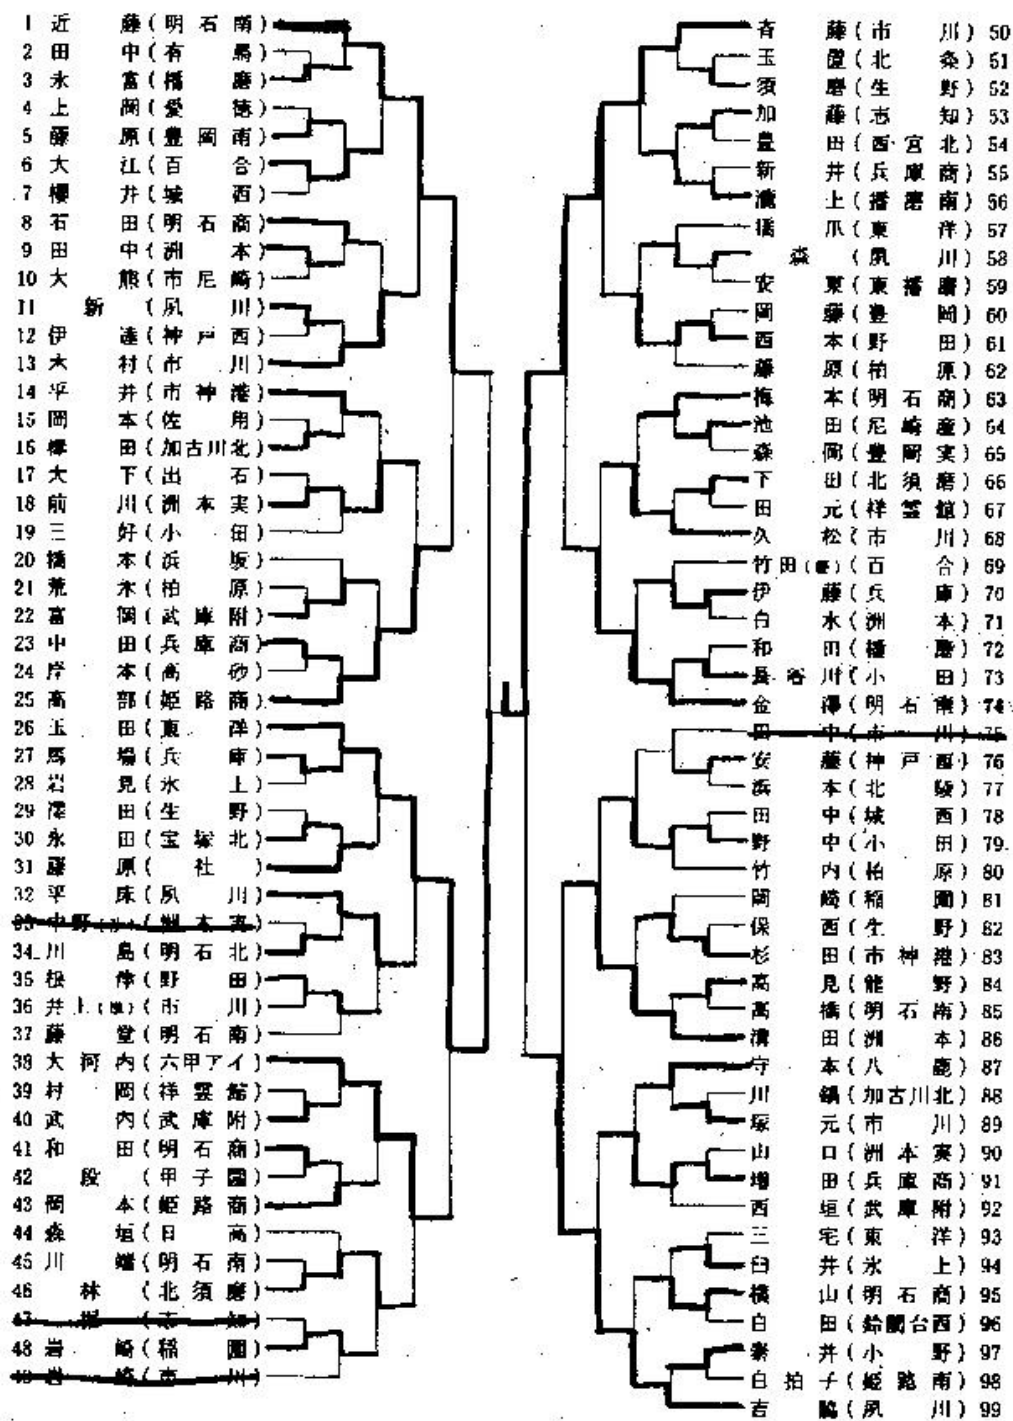 1 近 藤 (明石南)
2 田 中 (有 馬)
3 永 富 (播 磨)
4 上 岡 (愛 徳)
5 藤 原 (豊岡南)
6 大 江 (百 合)
7 櫻 井 (城 西)
8 石 田 (明石商)
9 田 中 (洲 本)
10 大 熊 (市尼崎)
11 新 (夙 川)
12 伊 達 (神戸西)
13 木 村 (市 川)
14 平 井 (市神港)
15 岡 本 (佐 用)
16 田 (加古川北)
17 大 下 (出 石)
18 前 川 (洲本実)
19 三 好 (小 田)
20 橋 本 (浜 坂)
21 荒 木 (柏 原)
22 富 岡 (武庫附)
23 中 田 (兵庫商)
24 岸 本 (高 砂)
25 高 部 (姫路商)
26 玉 田 (東 洋)
27 馬 場 (兵 庫)
28 岩 見 (氷 上)
29 澤 田 (生 野)
30 永 田 (宝塚北)
31 藤 原 (社)
32 平 床 (夙 川)
33 中野 (洲本実)
34 川 島 (明石北)
35 松 (野 田)
36 井上 (市 川)
37 藤 堂 (明石南)
38 大河内 (六甲アイ)
39 村 岡 (祥雲館)
40 武 内 (武庫附)
41 和 田 (明石商)
42 段 (甲子園)
43 岡 本 (姫路商)
44 森 垣 (日 高)
45 川 端 (明石南)
46 林 (北須磨)
47 堀 (志 知)
48 岩 崎 (稲 園)
49 岩 崎 (市 川)
斉 藤 (市 川) 50
玉 置 (北 条) 51
須 磨 (生 野) 52
加 藤 (志 知) 53
豊 田 (西宮北) 54
新 井 (兵庫商) 55
瀧 上 (播磨南) 56
橋 爪 (東 洋) 57
森 (夙 川) 58
安 東 (東播磨) 59
岡 藤 (豊 岡) 60
西 本 (野 田) 61
藤 原 (柏 原) 62
梅 本 (明石商) 63
池 田 (尼崎産) 64
森 岡 (豊岡実) 65
下 田 (北須磨) 66
田 元 (祥雲館) 67
久 松 (市 川) 68
竹田 (百 合) 69
伊 藤 (兵 庫) 70
白 水 (洲 本) 71
和 田 (播 磨) 72
長谷川 (小 田) 73
金 澤 (明石南) 74
田 中 (市 川) 75
安 藤 (神戸西) 76
浜 本 (北 ) 77
田 中 (城 西) 78
野 中 (小 田) 79
竹 内 (柏 原) 80
岡 崎 (稲 園) 81
保 西 (生 野) 82
杉 田 (市神港) 83
高 見 (龍 野) 84
高 橋 (明石南) 85
溝 田 (洲 本) 86
守 本 (八 鹿) 87
川 鍋 (加古川北) 88
塚 元 (市 川) 89
山 口 (洲本実) 90
増 田 (兵庫商) 91
西 垣 (武庫附) 92
三 宅 (東 洋) 93
臼 井 (氷 上) 94
横 山 (明石商) 95
白 田 (鈴蘭台西) 96
井 (小 野) 97
白拍子 (姫路南) 98
吉 脇 (夙 川) 99